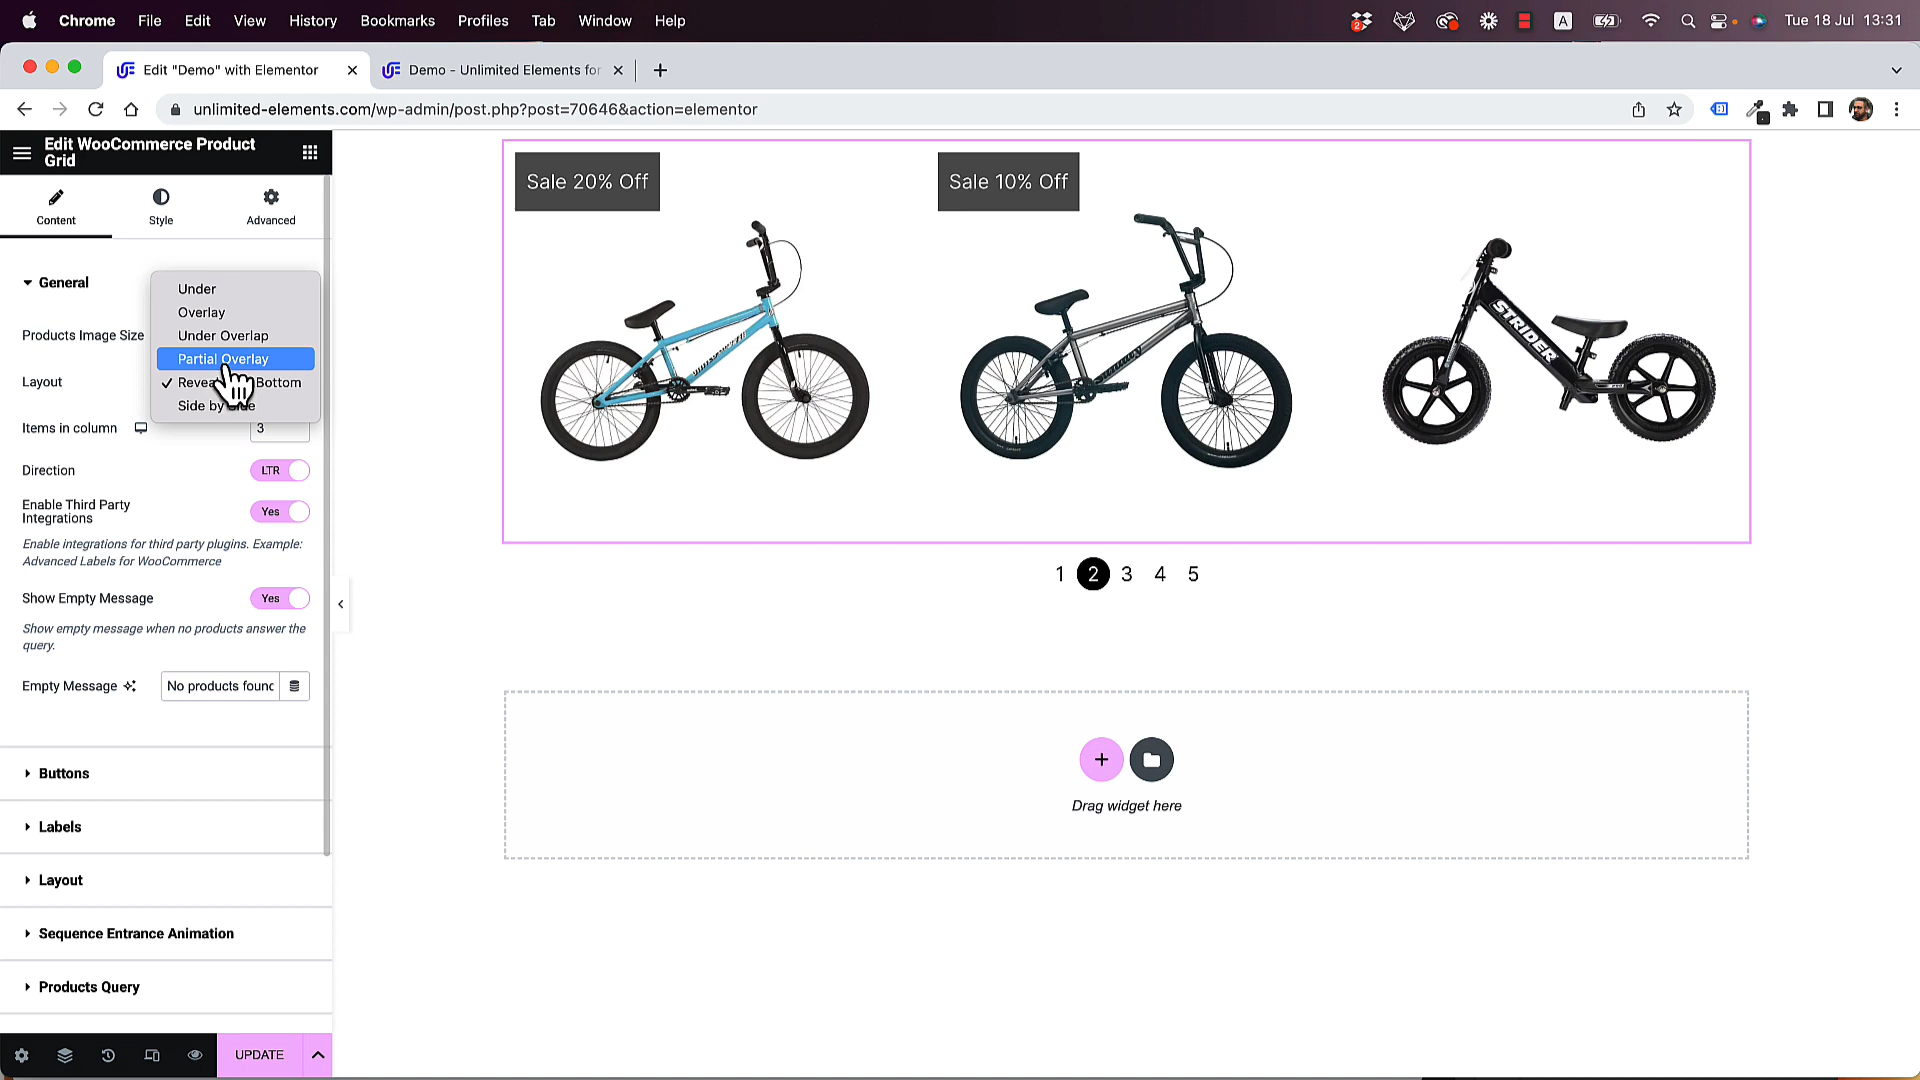 Chrome File Edit View History Bookmarks Profiles Tab Window Help
2 A Tue 18 Jul 13:31
Edit "Demo" with Elementor
Demo - Unlimited Elements for
unlimited-elements.com/wp-admin/post.php?post=70646&action=elementor
Edit WooCommerce Product
Grid
Content Style Advanced
General
Under
Overlay
Products Image Size
Under Overlap
Partial Overlay
Layout
Bottom
Side by
Items in column 3
Direction LTR
Enable Third Party
Integrations Yes
Enable integrations for third party plugins. Example:
Advanced Labels for WooCommerce
Show Empty Message Yes
Show empty message when no products answer the
query.
Empty Message No products found
Buttons
Labels
Layout
Sequence Entrance Animation
Products Query
UPDATE
Sale 20% Off
Sale 10% Off
STRIDER
1 2 3 4 5
Drag widget here